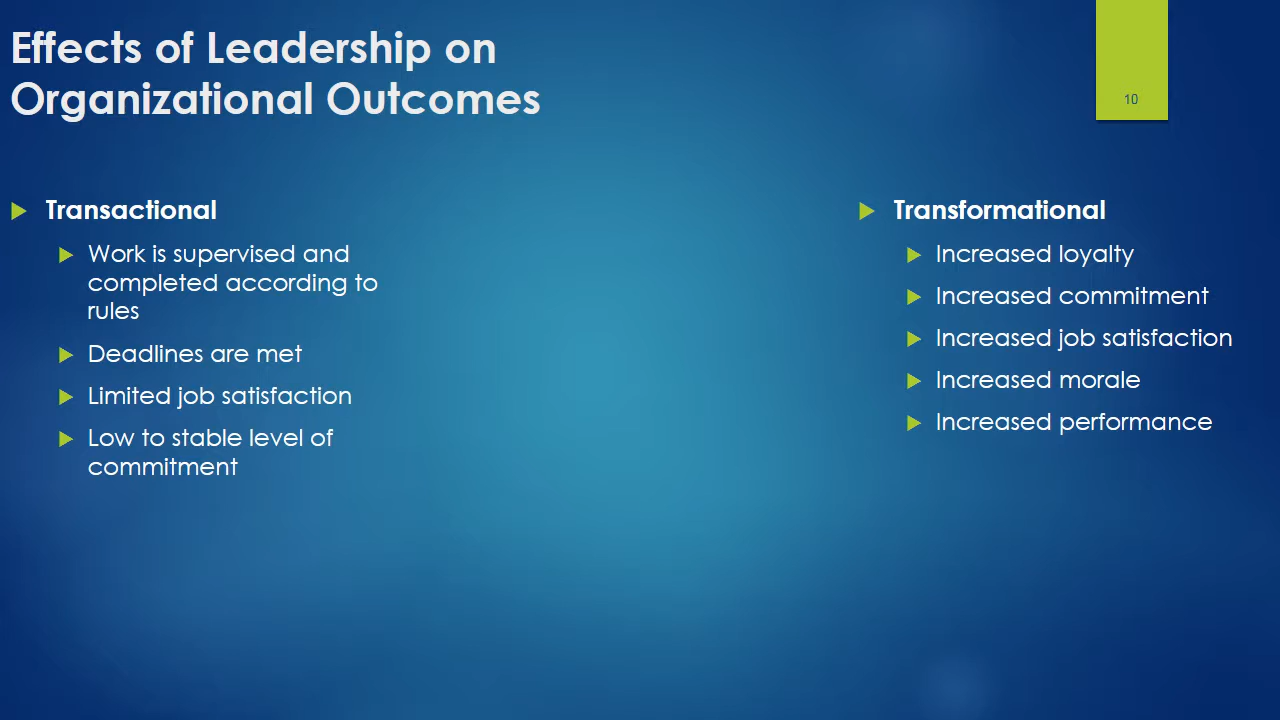 Effects of Leadership on
Organizational Outcomes
10
Transactional
Work is supervised and
completed according to
rules
Deadlines are met
Limited job satisfaction
Low to stable level of
commitment
Transformational
Increased loyalty
Increased commitment
Increased job satisfaction
Increased morale
Increased performance